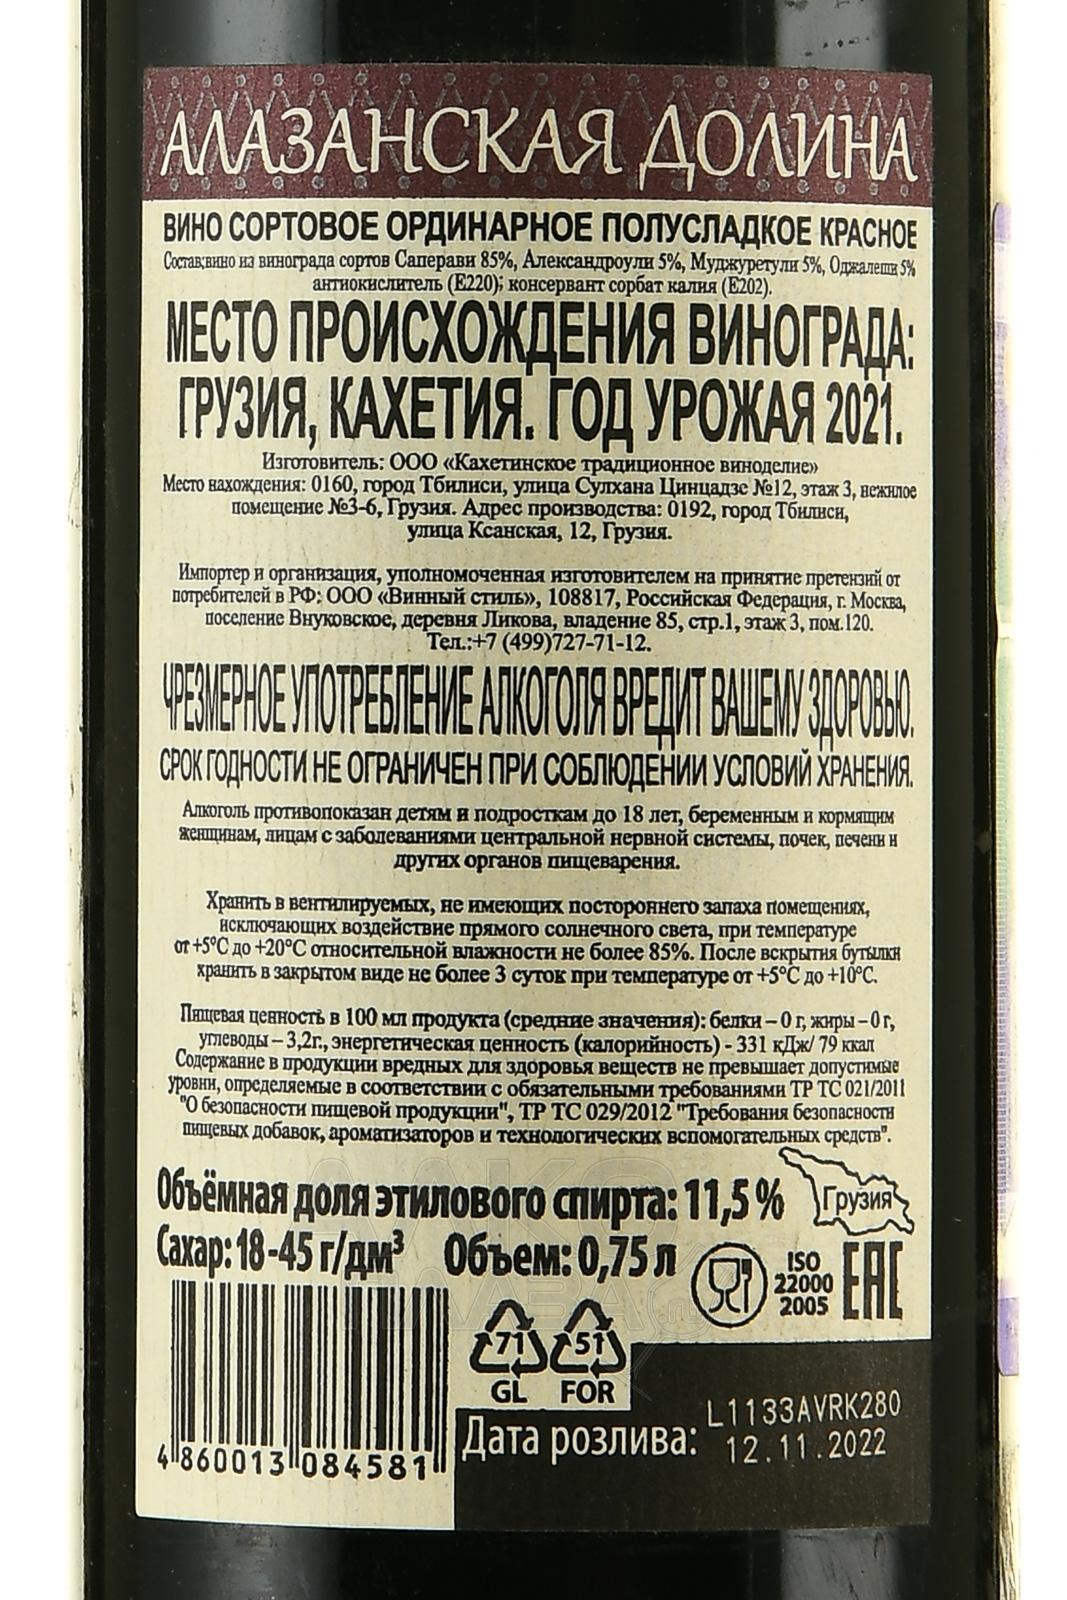 АЛАЗАНСКАЯ ДОЛИНА
ВИНО СОРТОВОЕ ОРДИНАРНОЕ ПОЛУСЛАДКОЕ КРАСНОЕ
Состав:вино из винограда сортов Саперави 85%, Александроули 5%, Муджуретули 5%, Оджалеши 5%
антиокислитель (Е220); консервант сорбат калия (Е202).
МЕСТО ПРОИСХОЖДЕНИЯ ВИНОГРАДА:
ГРУЗИЯ, КАХЕТИЯ. ГОД УРОЖАЯ 2021.
Изготовитель: ООО «Кахетинское традиционное виноделие»
Место нахождения: 0160, город Тбилиси, улица Сулхана Цинцадзе №12, этаж 3, нежилое
помещение №3-6, Грузия. Адрес производства: 0192, город Тбилиси,
улица Ксанская, 12, Грузия.
Импортер и организация, уполномоченная изготовителем на принятие претензий от
потребителей в РФ: ООО «Винный стиль», 108817, Российская Федерация, г. Москва,
поселение Внуковское, деревня Ликова, владение 85, стр.1, этаж 3, пом.120.
Тел.:+7 (499)727-71-12.
ЧРЕЗМЕРНОЕ УПОТРЕБЛЕНИЕ АЛКОГОЛЯ ВРЕДИТ ВАШЕМУ ЗДОРОВЬЮ.
СРОК ГОДНОСТИ НЕ ОГРАНИЧЕН ПРИ СОБЛЮДЕНИИ УСЛОВИЙ ХРАНЕНИЯ.
Алкоголь противопоказан детям и подросткам до 18 лет, беременным и кормящим
женщинам, лицам с заболеваниями центральной нервной системы, почек, печени и
других органов пищеварения.
Хранить в вентилируемых, не имеющих постороннего запаха помещениях,
исключающих воздействие прямого солнечного света, при температуре
от +5°С до +20°С относительной влажности не более 85%. После вскрытия бутылки
хранить в закрытом виде не более 3 суток при температуре от +5°С до +10°С.
Пищевая ценность в 100 мл продукта (средние значения): белки – 0 г, жиры – 0 г,
углеводы – 3,2г., энергетическая ценность (калорийность) - 331 кДж/ 79 ккал
Содержание в продукции вредных для здоровья веществ не превышает допустимые
уровни, определяемые в соответствии с обязательными требованиями ТР ТС 021/2011
"О безопасности пищевой продукции", ТР ТС 029/2012 "Требования безопасности
пищевых добавок, ароматизаторов и технологических вспомогательных средств".
Объёмная доля этилового спирта: 11,5 %
Грузия
Сахар: 18-45 г/дм³ Объем: 0,75 л
ISO
22000
2005
EAC
71
GL
51
FOR
4 860013 084581
Дата розлива:
L1133AVRK280
12.11.2022